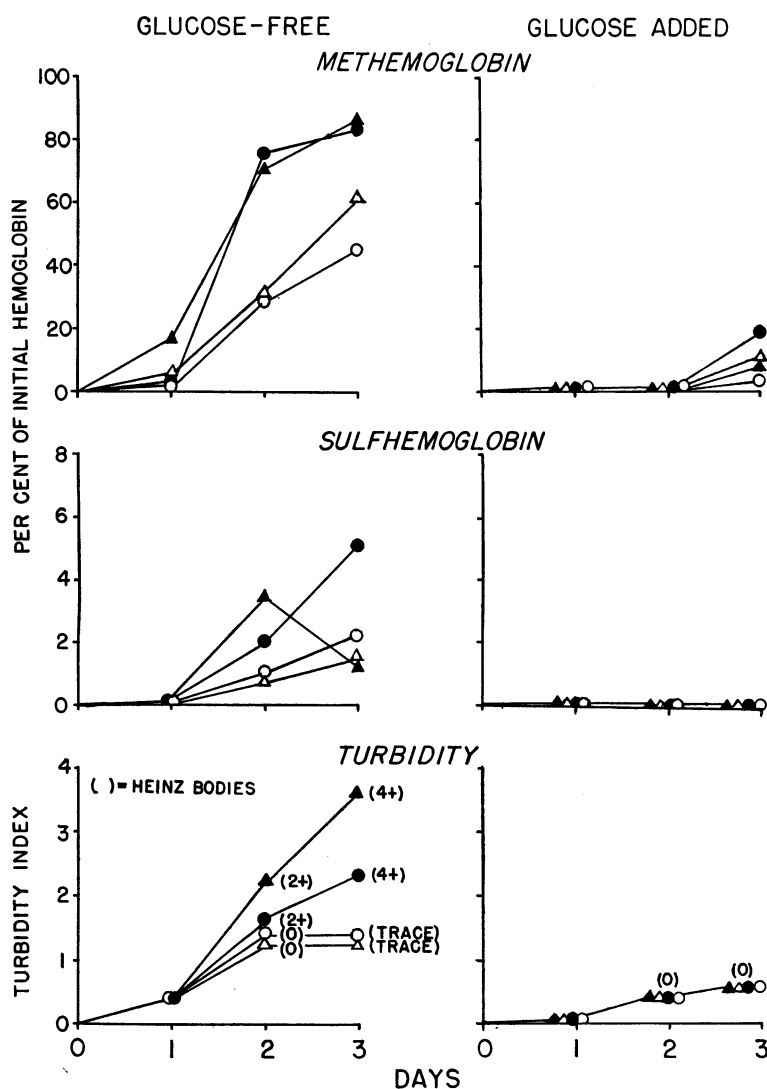 GLUCOSE-FREE GLUCOSE ADDED
METHEMOGLOBIN
100
80
60
40
20
0
PER CENT OF INITIAL HEMOGLOBIN
SULFHEMOGLOBIN
8
6
4
2
0
TURBIDITY
4
3
2
1
0
TURBIDITY INDEX
( )=HEINZ BODIES
(4+)
(2+)
(4+)
(2+)
(0) (TRACE)
(0) (TRACE)
(0) (0)
0 1 2 3 0 1 2 3
DAYS